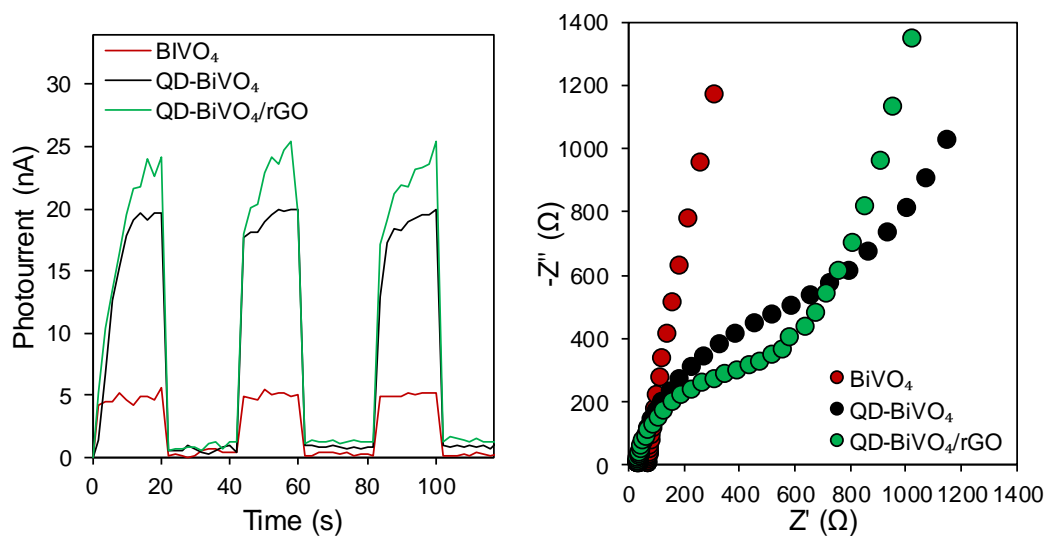 BIVO₄
QD-BiVO₄
QD-BiVO₄/rGO
Photourrent (nA)
30
25
20
15
10
5
0
0 20 40 60 80 100
Time (s)
-Z'' (Ω)
1400
1200
1000
800
600
400
200
0
BiVO₄
QD-BiVO₄
QD-BiVO₄/rGO
0 200 400 600 800 1000 1200 1400
Z' (Ω)